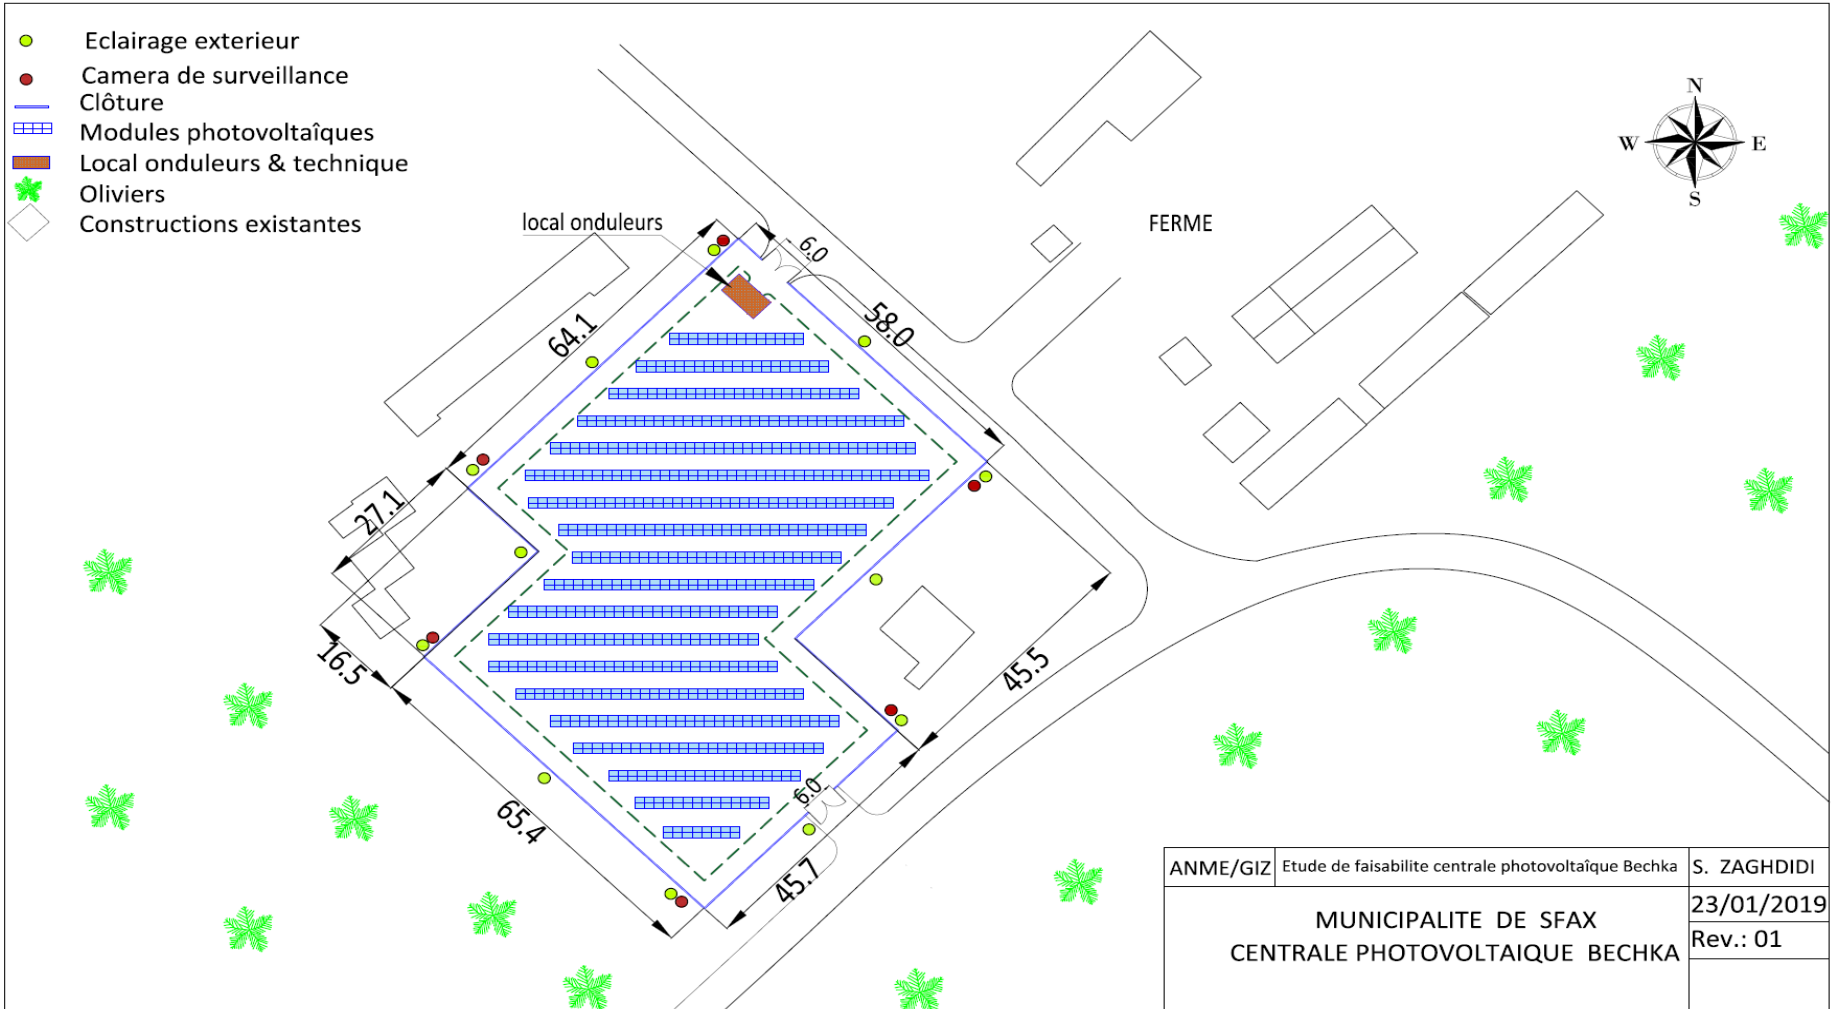 Eclairage exterieur
Camera de surveillance
Clôture
Modules photovoltaîques
Local onduleurs & technique
Oliviers
Constructions existantes
local onduleurs
6.0
64.1
58.0
27.1
16.5
45.5
65.4
6.0
45.7
FERME
N
W
E
S
ANME/GIZ
Etude de faisabilite centrale photovoltaîque Bechka
S. ZAGHDIDI
23/01/2019
Rev.: 01
MUNICIPALITE DE SFAX
CENTRALE PHOTOVOLTAIQUE BECHKA